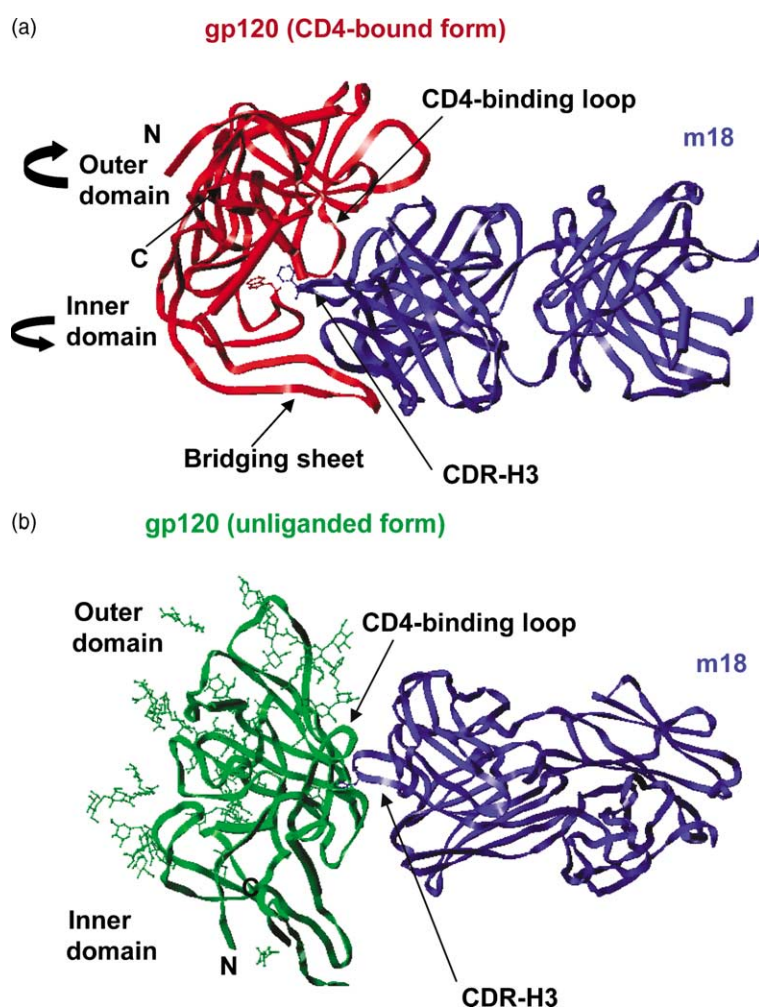 (a)
gp120 (CD4-bound form)
CD4-binding loop
m18
N
Outer
domain
C
Inner
domain
Bridging sheet
CDR-H3
(b)
gp120 (unliganded form)
Outer
domain
CD4-binding loop
m18
C
Inner
domain
N
CDR-H3